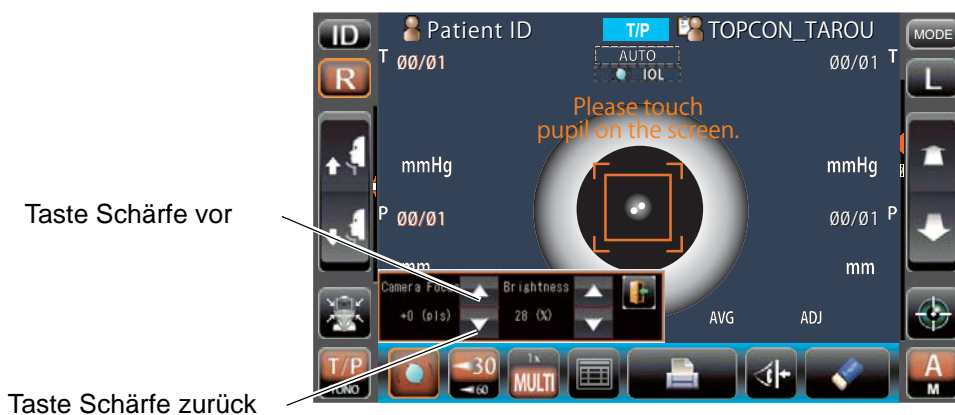 ID Patient ID T/P TOPCON_TAROU MODE
R T 00/01 AUTO 00/01 T L
IOL
Please touch
pupil on the screen.
mmHg mmHg
Taste Schärfe vor
P 00/01 00/01 P
mm mm
Camera Focus Brightness
+0 (pls) 28 (%) AVG ADJ
T/P 30 1x A
MULTI
60 M
Taste Schärfe zurück